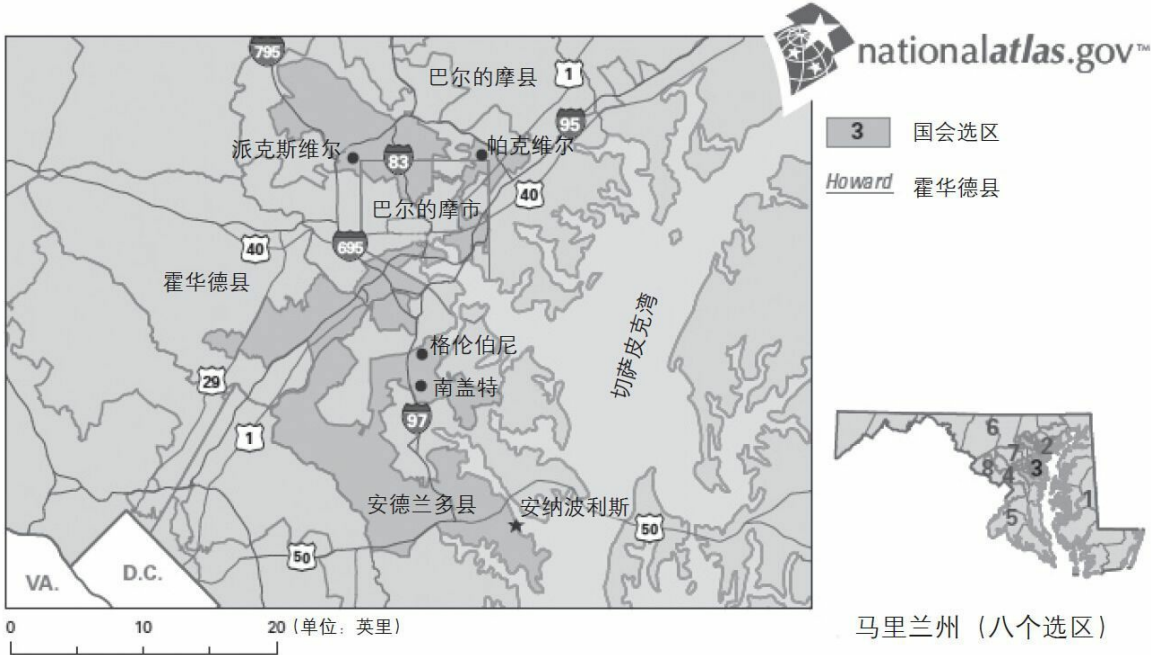 nationalatlas.gov™
795
巴尔的摩县
1
95
3 国会选区
派克斯维尔
83
帕克维尔
Howard 霍华德县
40
巴尔的摩市
695
40
霍华德县
切萨皮克湾
格伦伯尼
29
南盖特
97
1
6
7
2
8
4
3
1
5
安德兰多县
安纳波利斯
50
50
VA.
D.C.
0 10 20 (单位：英里)
马里兰州（八个选区）